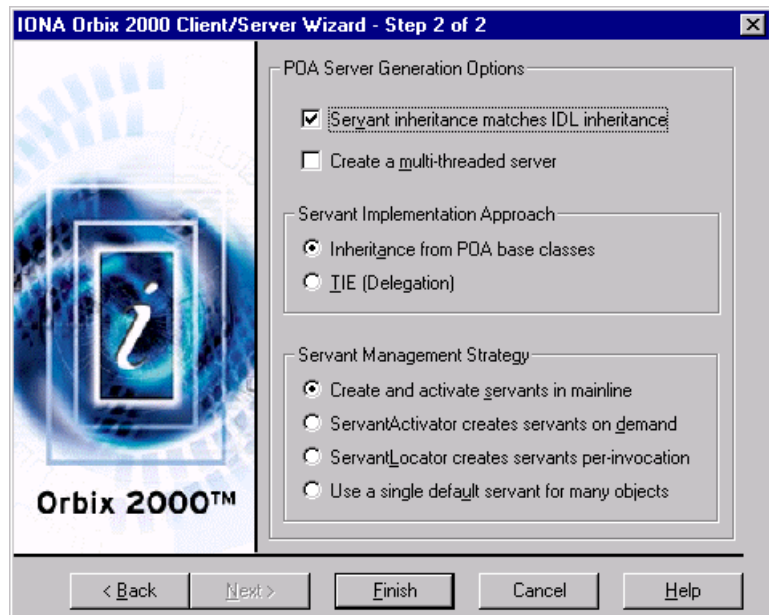 IONA Orbix 2000 Client/Server Wizard - Step 2 of 2
POA Server Generation Options
Servant inheritance matches IDL inheritance
Create a multi-threaded server
Servant Implementation Approach
Inheritance from POA base classes
TIE (Delegation)
Servant Management Strategy
Create and activate servants in mainline
ServantActivator creates servants on demand
ServantLocator creates servants per-invocation
Use a single default servant for many objects
i
Orbix 2000™
< Back
Next >
Finish
Cancel
Help